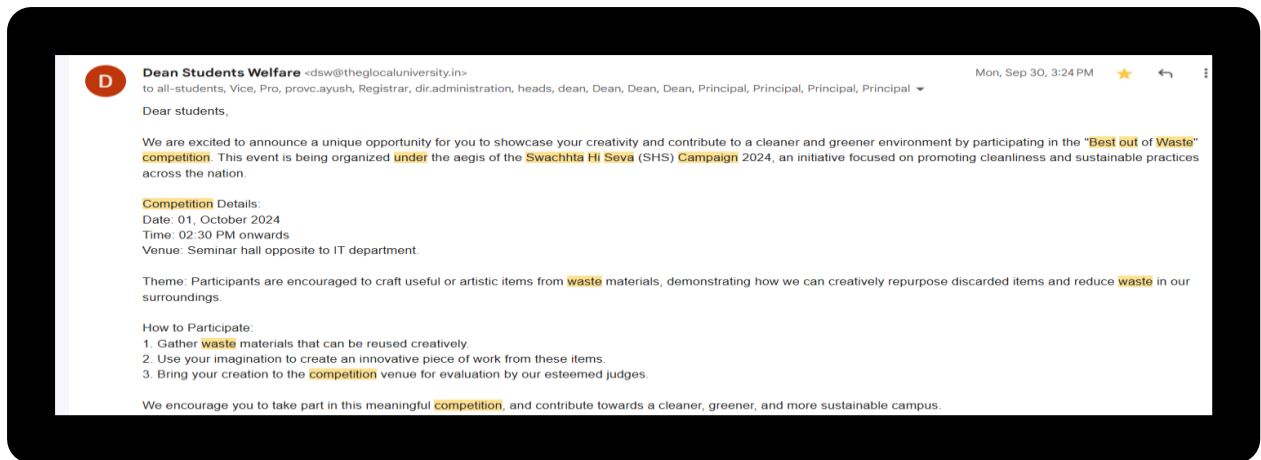 D
Dean Students Welfare <dsw@theglocaluniversity.in>
Mon, Sep 30, 3:24 PM
to all-students, Vice, Pro, provc.ayush, Registrar, dir.administration, heads, dean, Dean, Dean, Dean, Principal, Principal, Principal, Principal
Dear students,
We are excited to announce a unique opportunity for you to showcase your creativity and contribute to a cleaner and greener environment by participating in the "Best out of Waste"
competition. This event is being organized under the aegis of the Swachhta Hi Seva (SHS) Campaign 2024, an initiative focused on promoting cleanliness and sustainable practices
across the nation.
Competition Details:
Date: 01, October 2024
Time: 02:30 PM onwards
Venue: Seminar hall opposite to IT department.
Theme: Participants are encouraged to craft useful or artistic items from waste materials, demonstrating how we can creatively repurpose discarded items and reduce waste in our
surroundings.
How to Participate:
1. Gather waste materials that can be reused creatively.
2. Use your imagination to create an innovative piece of work from these items.
3. Bring your creation to the competition venue for evaluation by our esteemed judges.
We encourage you to take part in this meaningful competition, and contribute towards a cleaner, greener, and more sustainable campus.